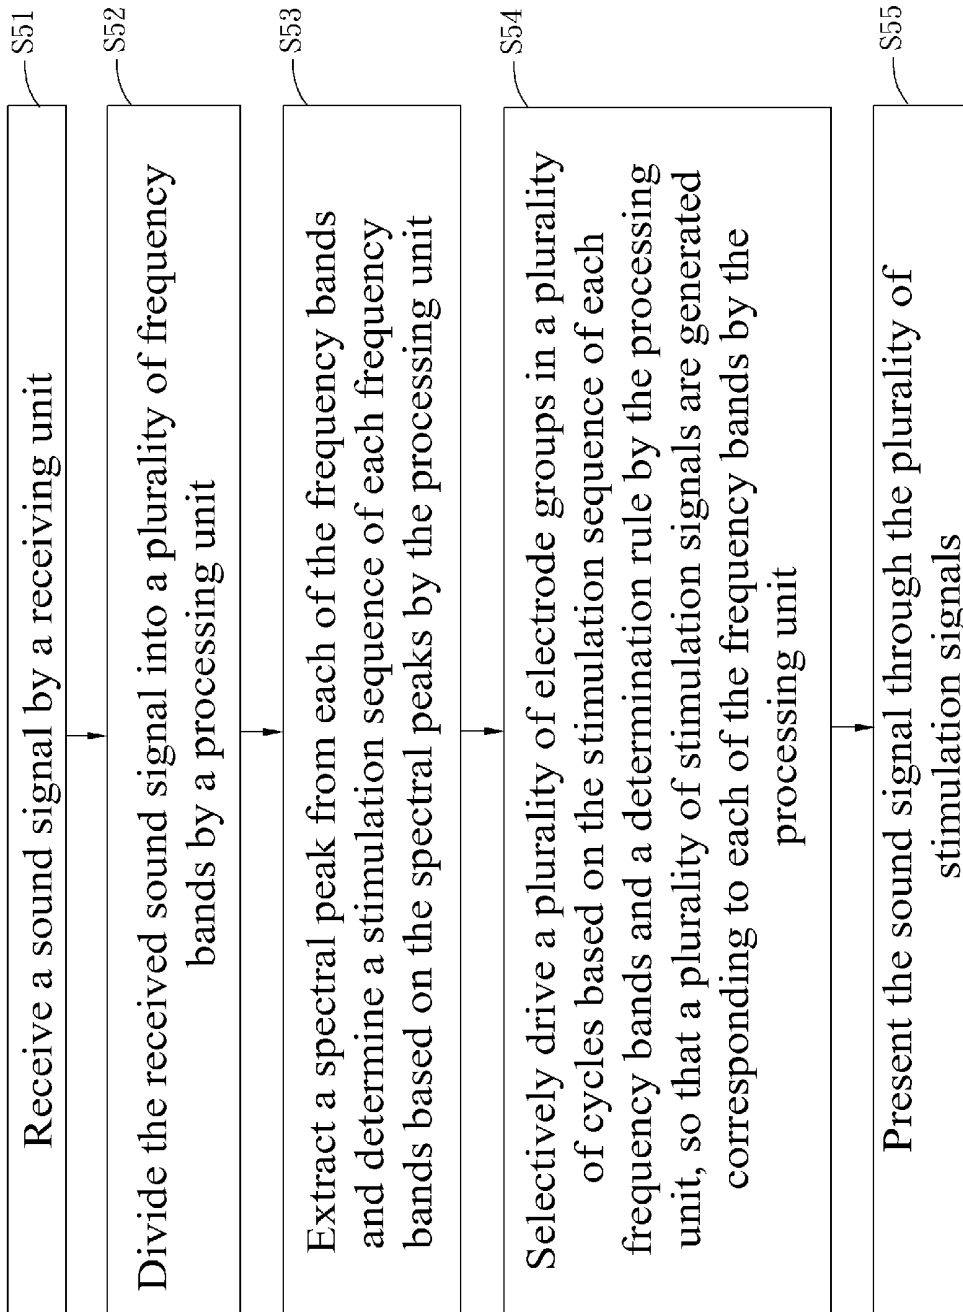 S51
Receive a sound signal by a receiving unit
S52
Divide the received sound signal into a plurality of frequency
bands by a processing unit
S53
Extract a spectral peak from each of the frequency bands
and determine a stimulation sequence of each frequency
bands based on the spectral peaks by the processing unit
S54
Selectively drive a plurality of electrode groups in a plurality
of cycles based on the stimulation sequence of each
frequency bands and a determination rule by the processing
unit, so that a plurality of stimulation signals are generated
corresponding to each of the frequency bands by the
processing unit
S55
Present the sound signal through the plurality of
stimulation signals